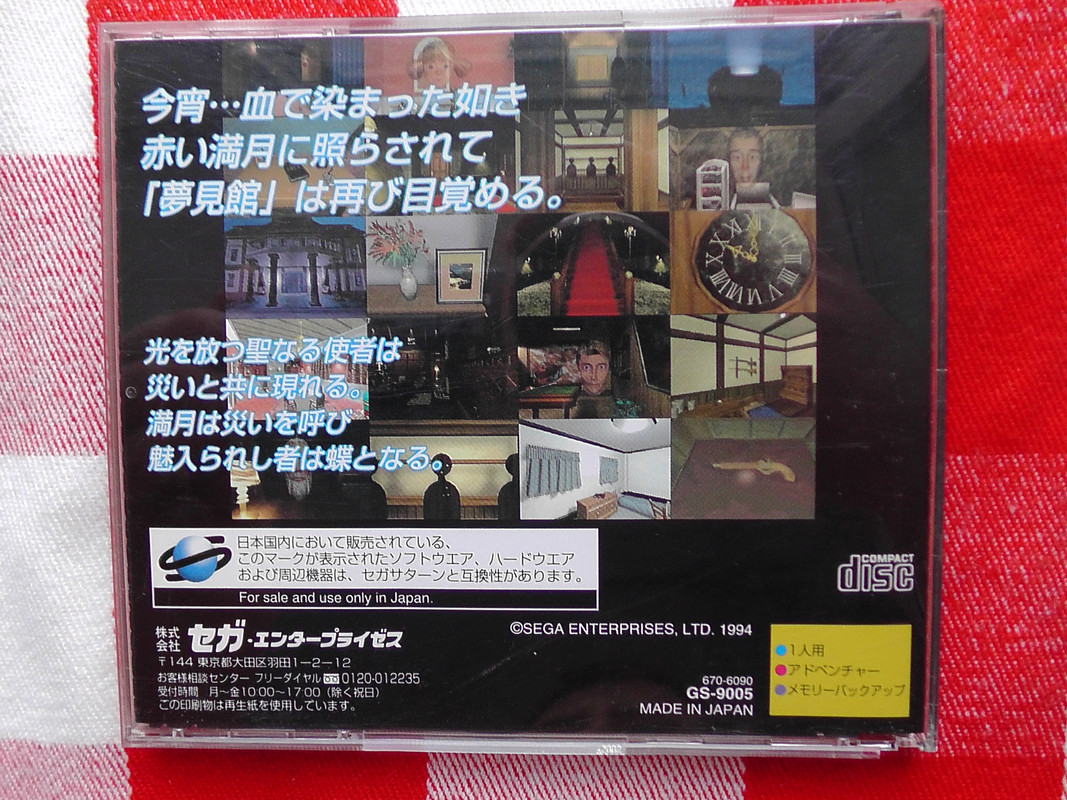 今宵…血で染まった如き
赤い満月に照らされて
「夢見館」は再び目覚める。
光を放つ聖なる使者は
災いと共に現れる。
満月は災いを呼び
魅入られし者は蝶となる。
日本国内において販売されている、
このマークが表示されたソフトウエア、ハードウエア
および周辺機器は、セガサターンと互換性があります。
For sale and use only in Japan.
COMPACT
disc
株式会社 セガ・エンタープライゼス
〒144 東京都大田区羽田1-2-12
お客様相談センター フリーダイヤル 0120-012235
受付時間 月~金10:00~17:00(除く祝日)
この印刷物は再生紙を使用しています。
©SEGA ENTERPRISES, LTD. 1994
670-6090
GS-9005
MADE IN JAPAN
1人用
アドベンチャー
メモリーバックアップ